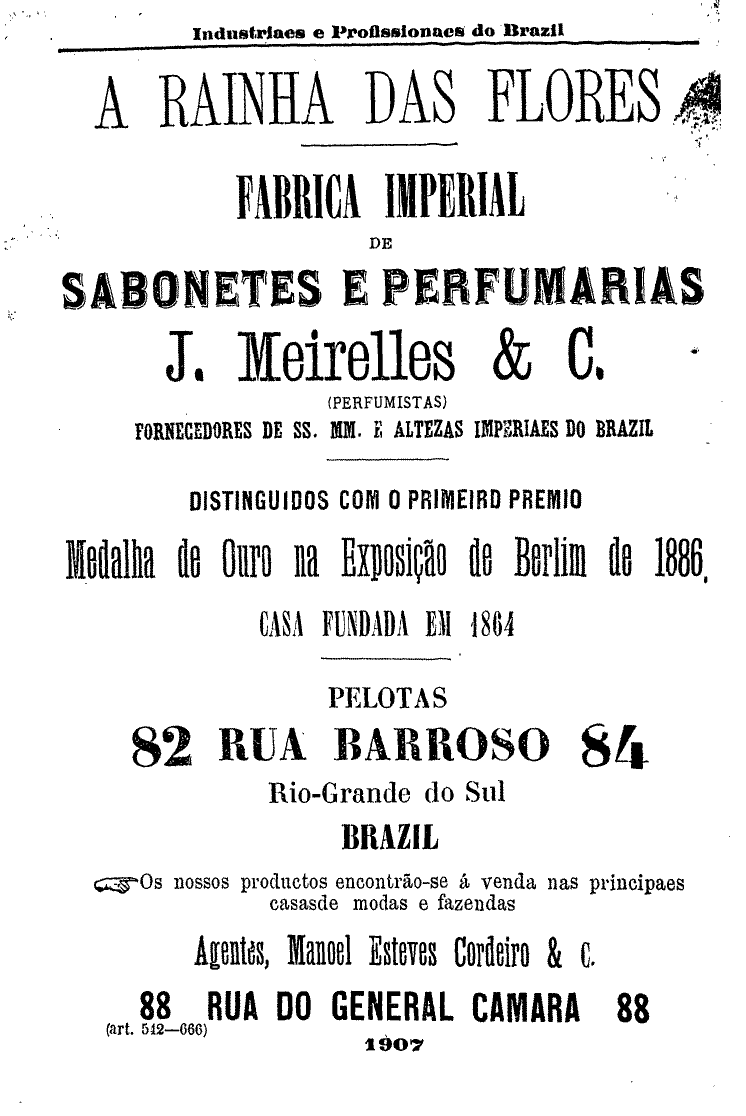 Industriaes e Profissionaes do Brazil
A RAINHA DAS FLORES
FABRICA IMPERIAL
DE
SABONETES E PERFUMARIAS
J. Meirelles & C.
(PERFUMISTAS)
FORNECEDORES DE SS. MM. E ALTEZAS IMPERIAES DO BRAZIL
DISTINGUIDOS COM O PRIMEIRO PREMIO
Medalha de Ouro na Exposição de Berlim de 1886,
CASA FUNDADA EM 1864
PELOTAS
82 RUA BARROSO 84
Rio-Grande do Sul
BRAZIL
Os nossos productos encontrão-se á venda nas principaes
casasde modas e fazendas
Agentes, Manoel Esteves Cordeiro & C.
88 RUA DO GENERAL CAMARA 88
(art. 512—666)
1907